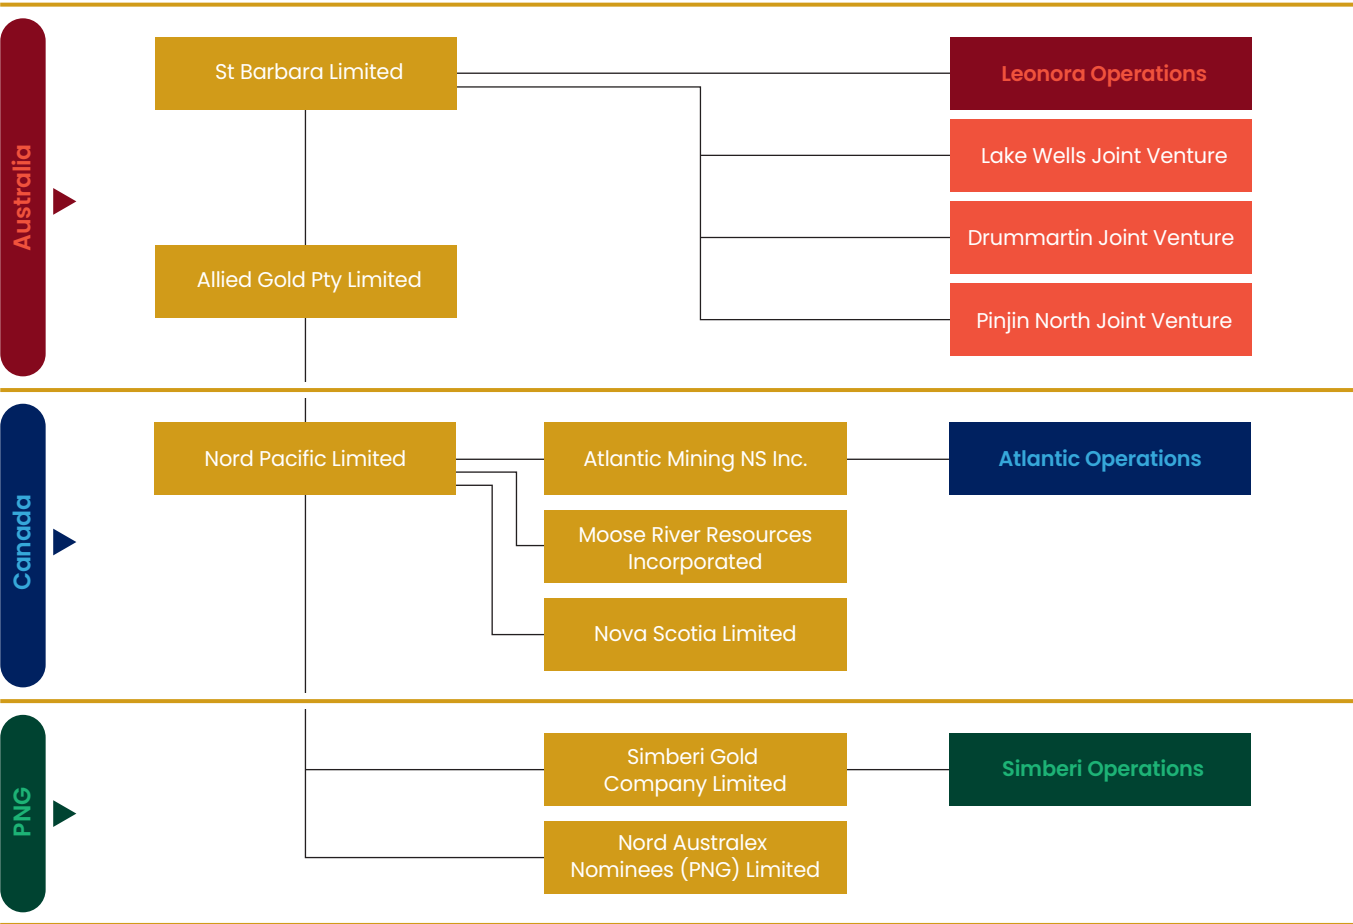 Australia
St Barbara Limited
Leonora Operations
Lake Wells Joint Venture
Drummartin Joint Venture
Allied Gold Pty Limited
Pinjin North Joint Venture
Canada
Nord Pacific Limited
Atlantic Mining NS Inc.
Atlantic Operations
Moose River Resources
Incorporated
Nova Scotia Limited
PNG
Simberi Gold
Company Limited
Simberi Operations
Nord Australex
Nominees (PNG) Limited